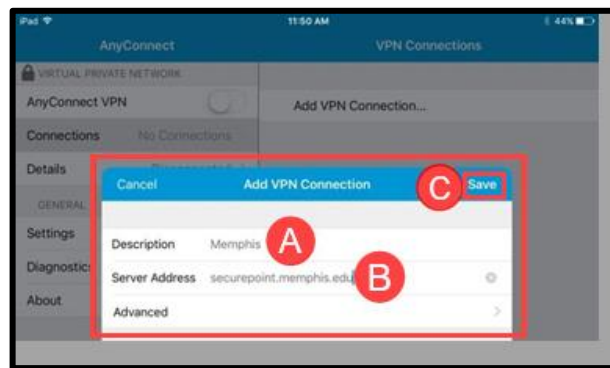 iPad 11:50 AM 44%
AnyConnect VPN Connections
VIRTUAL PRIVATE NETWORK
AnyConnect VPN Add VPN Connection...
Connections No Connections
Details
Cancel Add VPN Connection C Save
GENERAL
Settings
Description Memphis A
Diagnostics
Server Address securepoint.memphis.edu B
About
Advanced